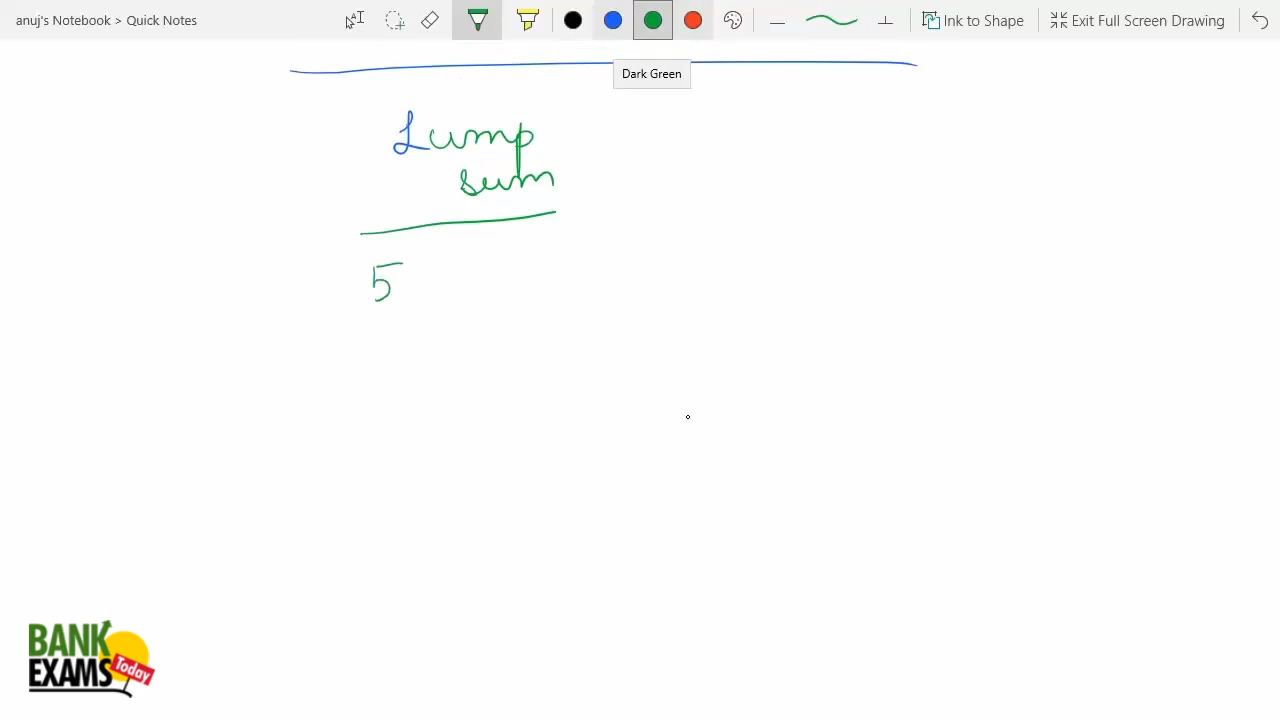 anuj's Notebook > Quick Notes
Ink to Shape
Exit Full Screen Drawing
Dark Green
Lump
sum
5
BANK
EXAMS
Today